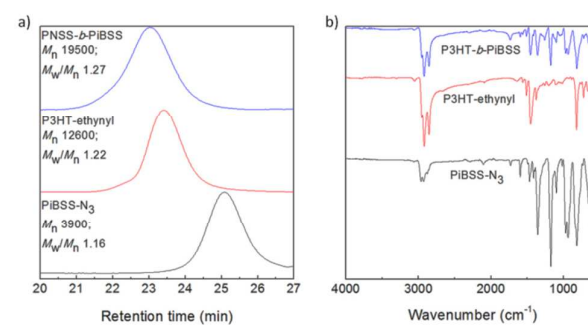 a)
PNSS-b-PiBSS
Mn 19500;
Mw/Mn 1.27
P3HT-ethynyl
Mn 12600;
Mw/Mn 1.22
PiBSS-N3
Mn 3900;
Mw/Mn 1.16
20 21 22 23 24 25 26 27
Retention time (min)
b)
P3HT-b-PiBSS
P3HT-ethynyl
PiBSS-N3
4000 3000 2000 1000
Wavenumber (cm-1)